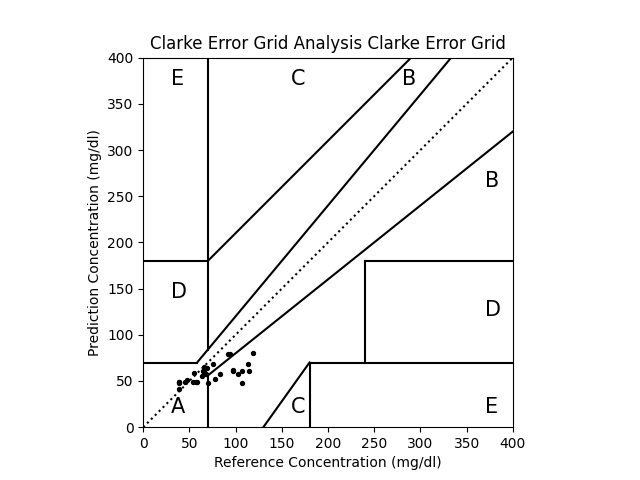 Clarke Error Grid Analysis Clarke Error Grid
400
350
300
250
200
150
100
50
0
Prediction Concentration (mg/dl)
E
C
B
B
D
D
A
C
E
0
50
100
150
200
250
300
350
400
Reference Concentration (mg/dl)